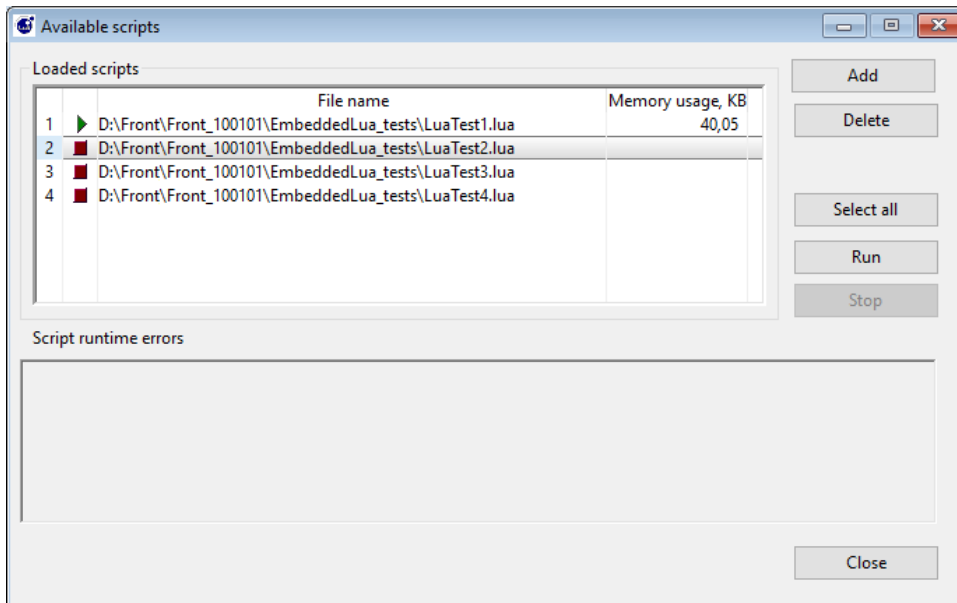 Available scripts
Loaded scripts
Add
File name Memory usage, KB
1 D:\Front\Front_100101\EmbeddedLua_tests\LuaTest1.lua 40,05
Delete
2 D:\Front\Front_100101\EmbeddedLua_tests\LuaTest2.lua
3 D:\Front\Front_100101\EmbeddedLua_tests\LuaTest3.lua
4 D:\Front\Front_100101\EmbeddedLua_tests\LuaTest4.lua
Select all
Run
Stop
Script runtime errors
Close